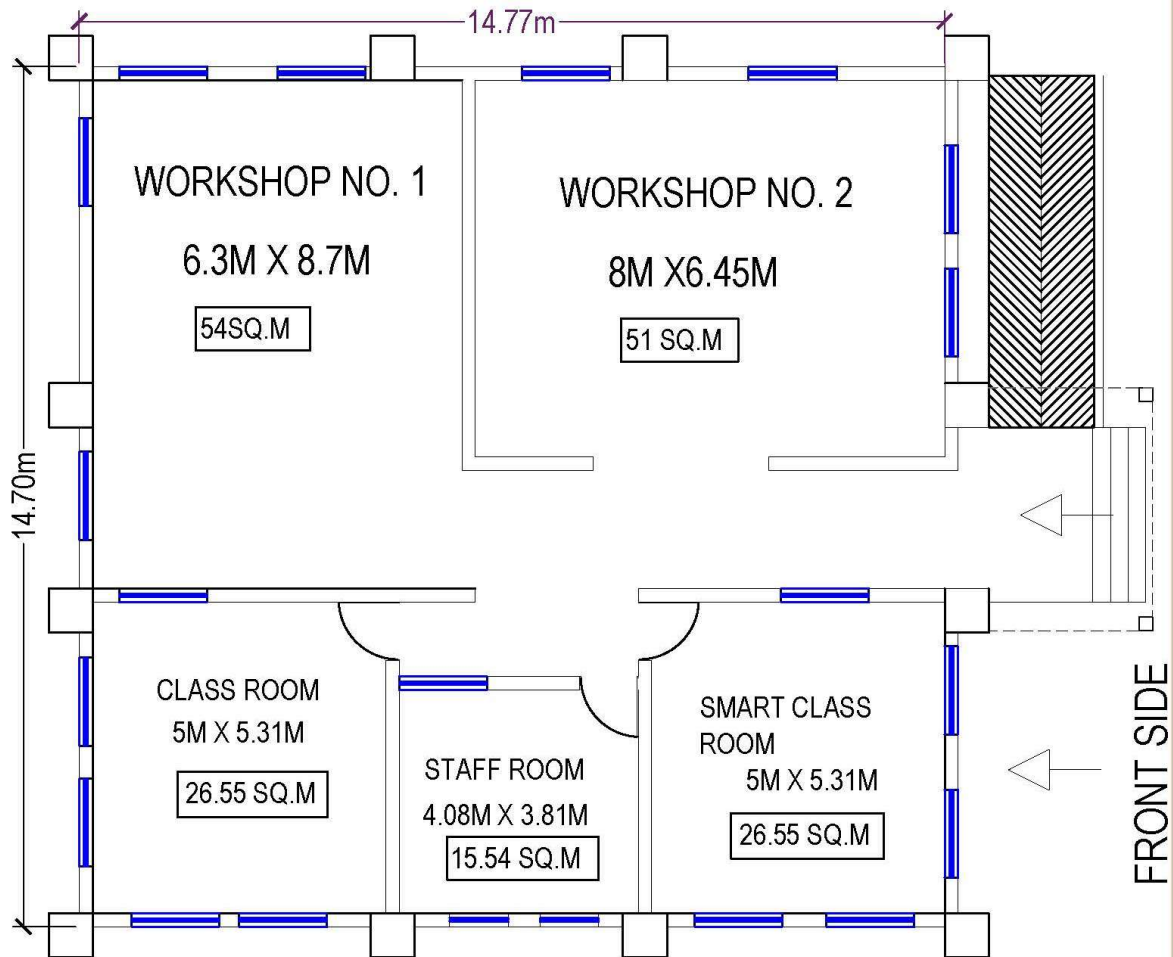 14.77m
WORKSHOP NO. 1
6.3M X 8.7M
54SQ.M
WORKSHOP NO. 2
8M X6.45M
51 SQ.M
14.70m
CLASS ROOM
5M X 5.31M
26.55 SQ.M
STAFF ROOM
4.08M X 3.81M
15.54 SQ.M
SMART CLASS
ROOM
5M X 5.31M
26.55 SQ.M
FRONT SIDE